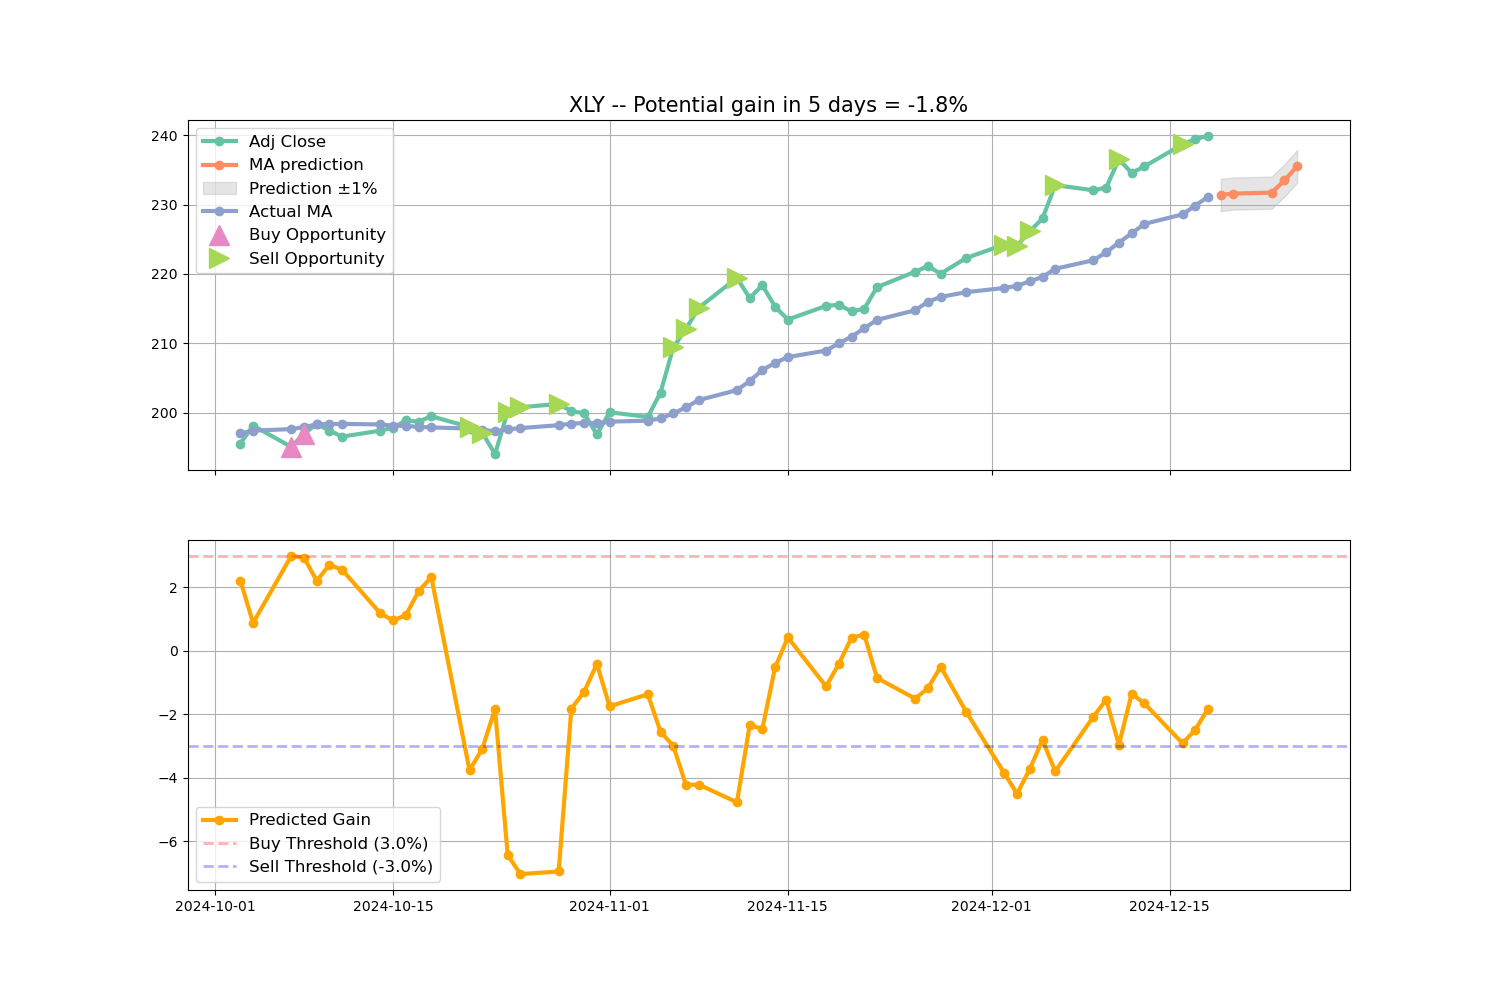 XLY -- Potential gain in 5 days = -1.8%
240
230
220
210
200
Adj Close
MA prediction
Prediction ±1%
Actual MA
Buy Opportunity
Sell Opportunity
2
0
−2
−4
−6
Predicted Gain
Buy Threshold (3.0%)
Sell Threshold (-3.0%)
2024-10-01
2024-10-15
2024-11-01
2024-11-15
2024-12-01
2024-12-15